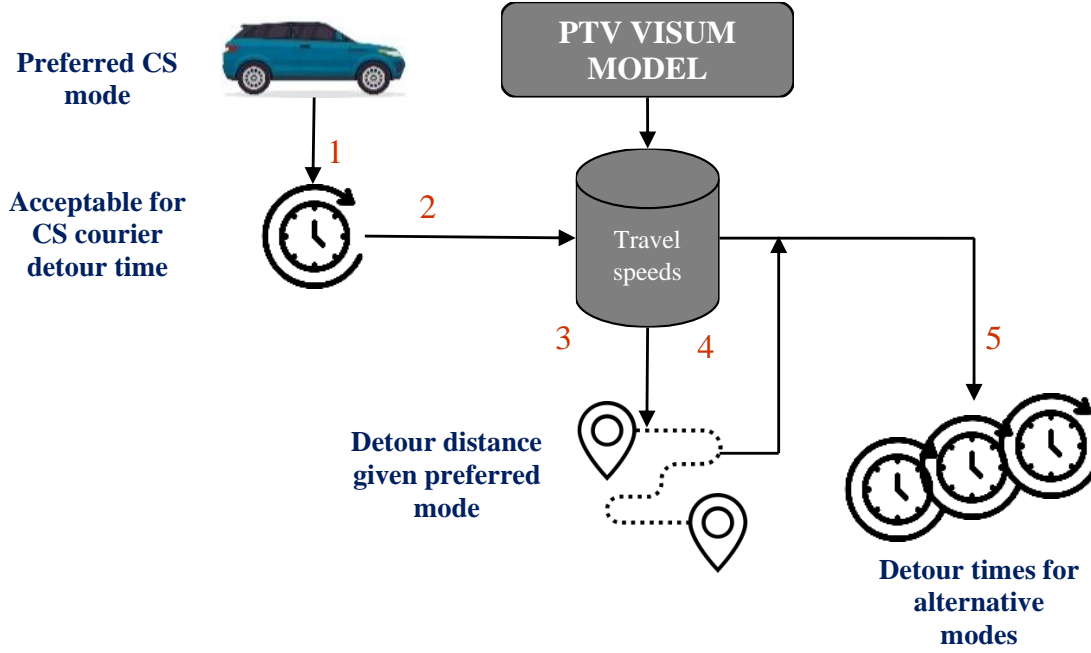 Preferred CS
mode
PTV VISUM
MODEL
1
Acceptable for
CS courier
detour time
2
Travel
speeds
3
4
5
Detour distance
given preferred
mode
Detour times for
alternative
modes